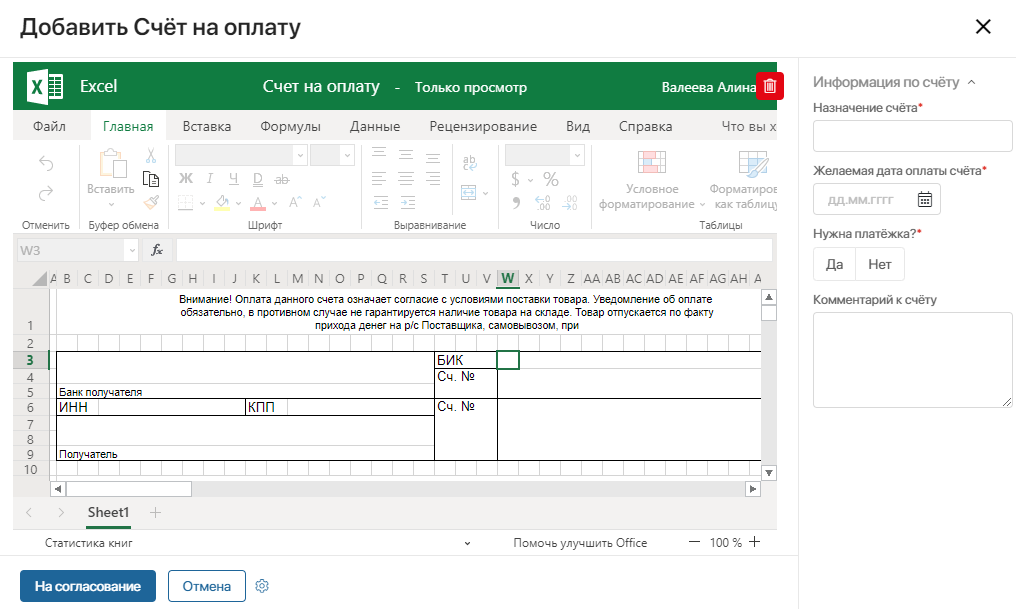 Добавить Счёт на оплату
Excel Счет на оплату - Только просмотр Валеева Алина
Файл Главная Вставка Формулы Данные Рецензирование Вид Справка Что вы х
Вставить
Ж К Ч D ab
ab
$ %
Условное форматирование
Форматиров как таблицу
Отменить Буфер обмена Шрифт Выравнивание Число Таблицы
W3 fx
A B C D E F G H I J K L M N O P Q R S T U V W X Y Z AA AB AC AD AE AF AG AH A
Внимание! Оплата данного счета означает согласие с условиями поставки товара. Уведомление об оплате
обязательно, в противном случае не гарантируется наличие товара на складе. Товар отпускается по факту
1 прихода денег на р/с Поставщика, самовывозом, при
2
3 БИК
4 Сч. №
5 Банк получателя
6 ИНН КПП Сч. №
7
8
9 Получатель
10
Sheet1
Статистика книг Помочь улучшить Office 100 %
На согласование Отмена
Информация по счёту
Назначение счёта*
Желаемая дата оплаты счёта*
дд.мм.гггг
Нужна платёжка?*
Да Нет
Комментарий к счёту